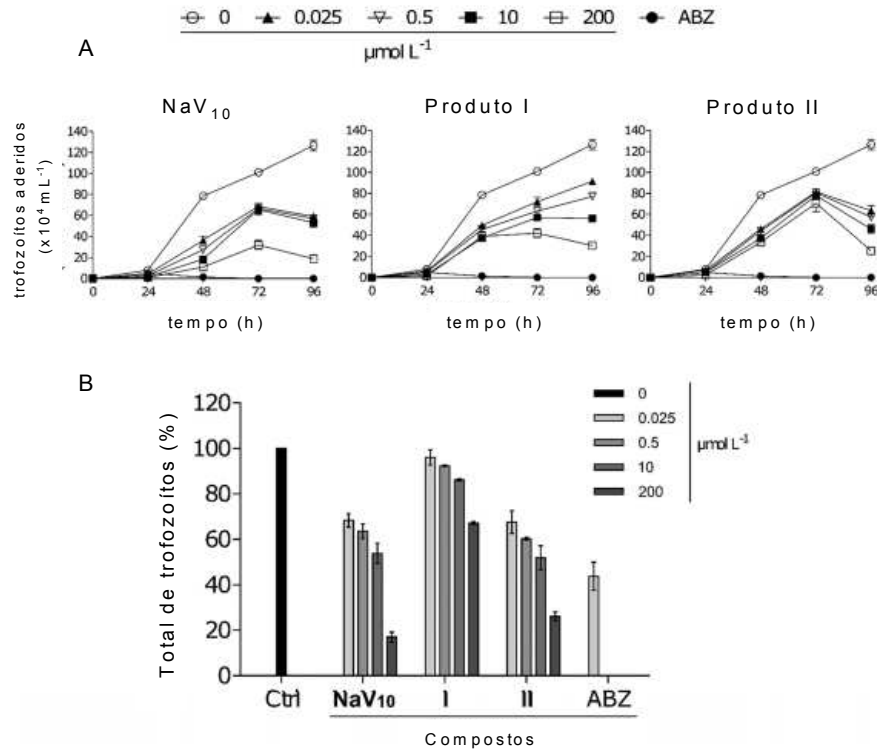 0 0.025 0.5 10 200 ABZ
µmol L⁻¹
A
NaV₁₀ Produto I Produto II
trofozoítos aderidos
(x10⁴ mL⁻¹)
140 140 140
120 120 120
100 100 100
80 80 80
60 60 60
40 40 40
20 20 20
0 0 0
0 24 48 72 96 0 24 48 72 96 0 24 48 72 96
tempo (h) tempo (h) tempo (h)
B
Total de trofozoítos (%)
120
100
80
60
40
20
0
0
0.025
0.5
10
200
µmol L⁻¹
Ctrl NaV₁₀ I II ABZ
Compostos